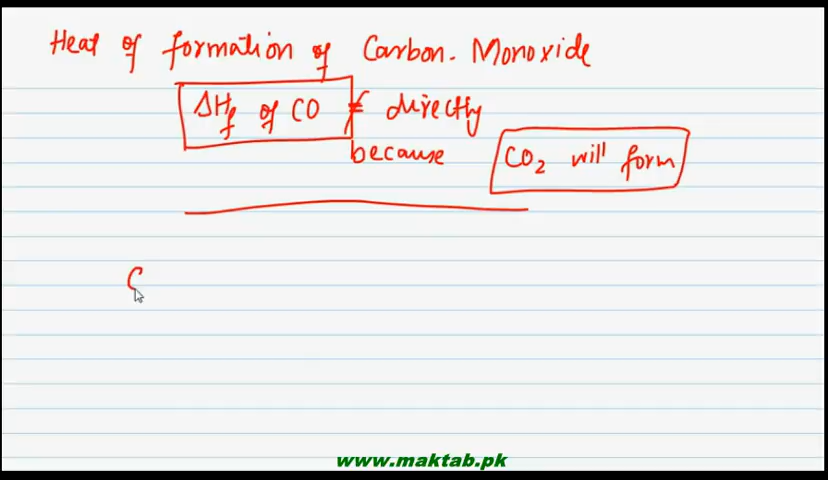 Heat of formation of Carbon. Monoxide
ΔHf of CO ≠ directly
because CO2 will form
C
www.maktab.pk